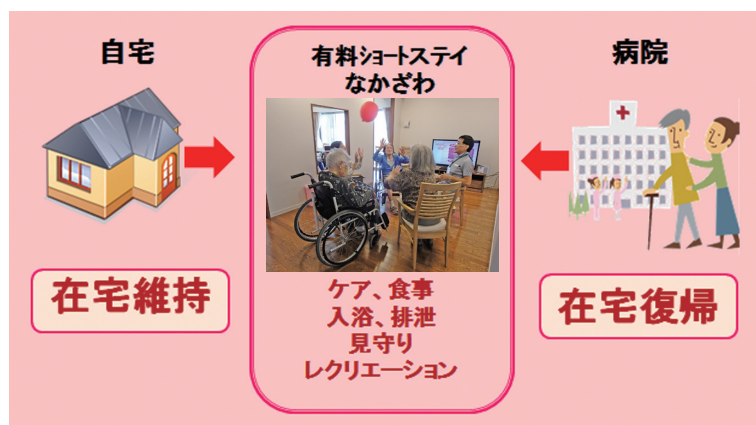 自宅
在宅維持
有料ｼｮｰﾄステイ
なかざわ
ケア、食事
入浴、排泄
見守り
レクリエーション
病院
在宅復帰